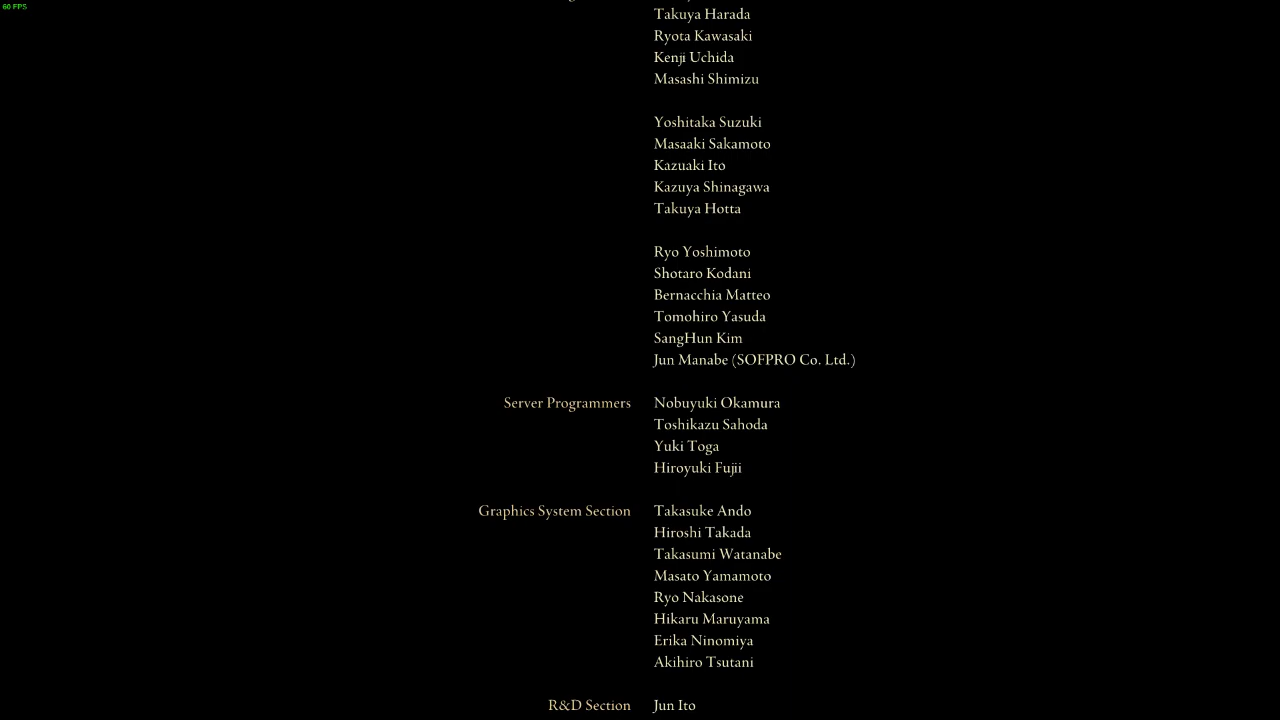 60 FPS
Takuya Harada
Ryota Kawasaki
Kenji Uchida
Masashi Shimizu
Yoshitaka Suzuki
Masaaki Sakamoto
Kazuaki Ito
Kazuya Shinagawa
Takuya Hotta
Ryo Yoshimoto
Shotaro Kodani
Bernacchia Matteo
Tomohiro Yasuda
SangHun Kim
Jun Manabe (SOFPRO Co. Ltd.)
Server Programmers Nobuyuki Okamura
Toshikazu Sahoda
Yuki Toga
Hiroyuki Fujii
Graphics System Section Takasuke Ando
Hiroshi Takada
Takasumi Watanabe
Masato Yamamoto
Ryo Nakasone
Hikaru Maruyama
Erika Ninomiya
Akihiro Tsutani
R&D Section Jun Ito